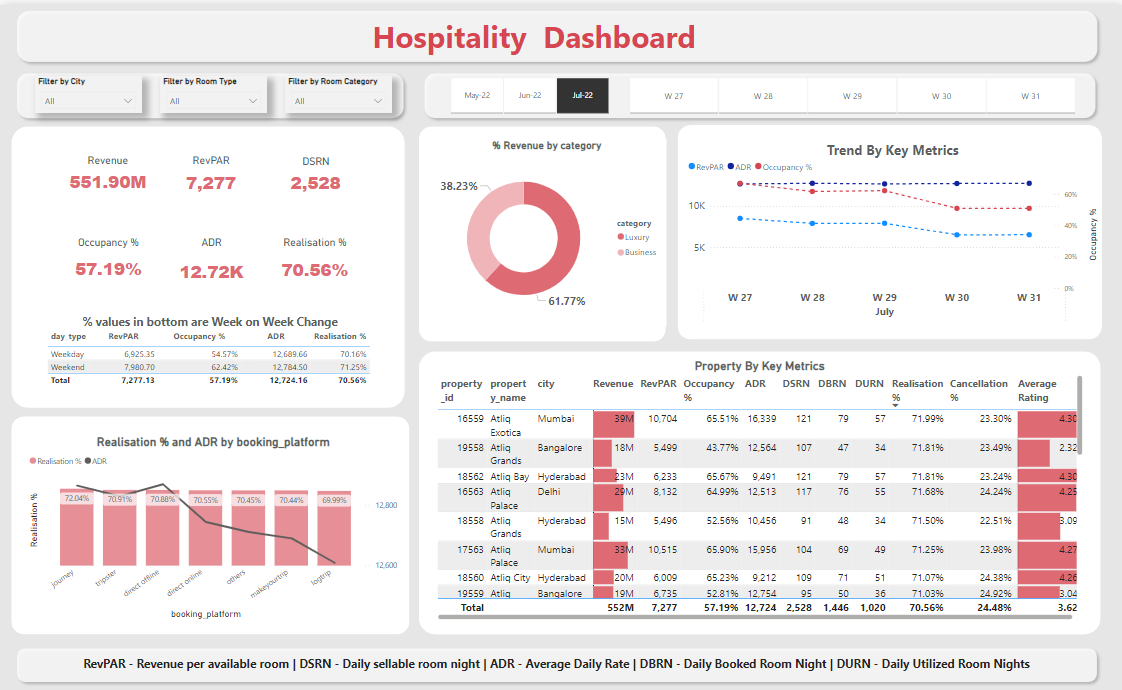 Hospitality Dashboard
Filter by City
All
Filter by Room Type
All
Filter by Room Category
All
May-22 Jun-22 Jul-22
W 27 W 28 W 29 W 30 W 31
Revenue RevPAR DSRN
551.90M 7,277 2,528
Occupancy % ADR Realisation %
57.19% 12.72K 70.56%
% values in bottom are Week on Week Change
day_type RevPAR Occupancy % ADR Realisation %
Weekday 6,925.35 54.57% 12,689.66 70.16%
Weekend 7,980.70 62.42% 12,784.50 71.25%
Total 7,277.13 57.19% 12,724.16 70.56%
% Revenue by category
38.23%
61.77%
category
Luxury
Business
Trend By Key Metrics
RevPAR ADR Occupancy %
10K
5K
60%
40%
20%
0%
Occupancy %
W 27 W 28 W 29 W 30 W 31
July
Realisation % and ADR by booking_platform
Realisation % ADR
Realisation %
72.04% 70.91% 70.88% 70.55% 70.45% 70.44% 69.99%
12,800
12,600
journey tripster direct offline direct online others makeyourtrip logtrip
booking_platform
Property By Key Metrics
property property city Revenue RevPAR Occupancy ADR DSRN DBRN DURN Realisation Cancellation Average
_id y_name % % % Rating
16559 Atliq Mumbai 39M 10,704 65.51% 16,339 121 79 57 71.99% 23.30% 4.30
Exotica
19558 Atliq Bangalore 18M 5,499 43.77% 12,564 107 47 34 71.81% 23.49% 2.32
Grands
18562 Atliq Bay Hyderabad 23M 6,233 65.67% 9,491 121 79 57 71.81% 23.24% 4.30
16563 Atliq Delhi 29M 8,132 64.99% 12,513 117 76 55 71.68% 24.24% 4.25
Palace
18558 Atliq Hyderabad 15M 5,496 52.56% 10,456 91 48 34 71.50% 22.51% 3.09
Grands
17563 Atliq Mumbai 33M 10,515 65.90% 15,956 104 69 49 71.25% 23.98% 4.27
Palace
18560 Atliq City Hyderabad 20M 6,009 65.23% 9,212 109 71 51 71.07% 24.38% 4.26
19559 Atliq Bangalore 19M 6,735 52.81% 12,754 95 50 36 71.03% 24.92% 3.04
Total 552M 7,277 57.19% 12,724 2,528 1,446 1,020 70.56% 24.48% 3.62
RevPAR - Revenue per available room | DSRN - Daily sellable room night | ADR - Average Daily Rate | DBRN - Daily Booked Room Night | DURN - Daily Utilized Room Nights